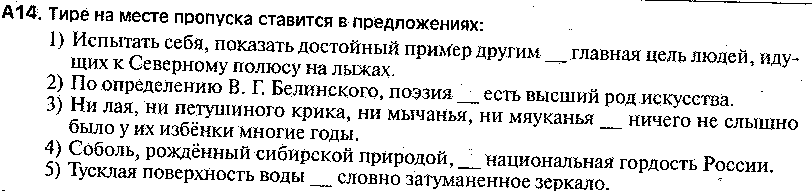 А14. Тире на месте пропуска ставится в предложениях:
1) Испытать себя, показать достойный пример другим __ главная цель людей, иду-
щих к Северному полюсу на лыжах.
2) По определению В. Г. Белинского, поэзия __ есть высший род искусства.
3) Ни лая, ни петушиного крика, ни мычанья, ни мяуканья __ ничего не слышно
было у их избёнки многие годы.
4) Соболь, рождённый сибирской природой, __ национальная гордость России.
5) Тусклая поверхность воды __ словно затуманенное зеркало.